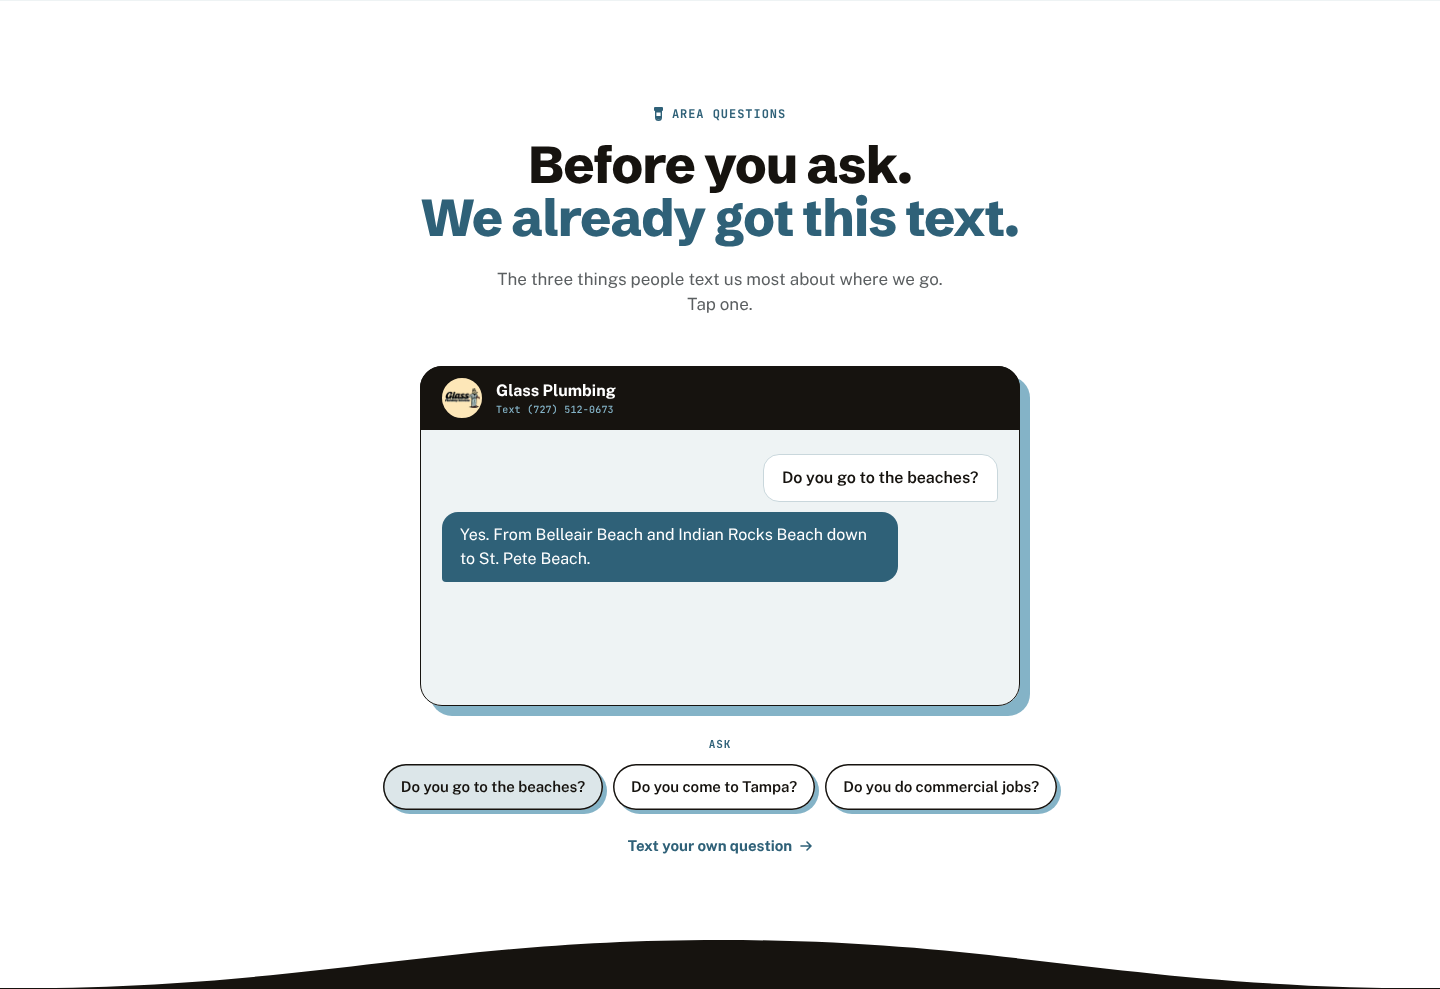 AREA QUESTIONS
Before you ask.
We already got this text.
The three things people text us most about where we go.
Tap one.
Glass
Glass Plumbing
Text (727) 512-0673
Do you go to the beaches?
Yes. From Belleair Beach and Indian Rocks Beach down
to St. Pete Beach.
ASK
Do you go to the beaches?
Do you come to Tampa?
Do you do commercial jobs?
Text your own question →